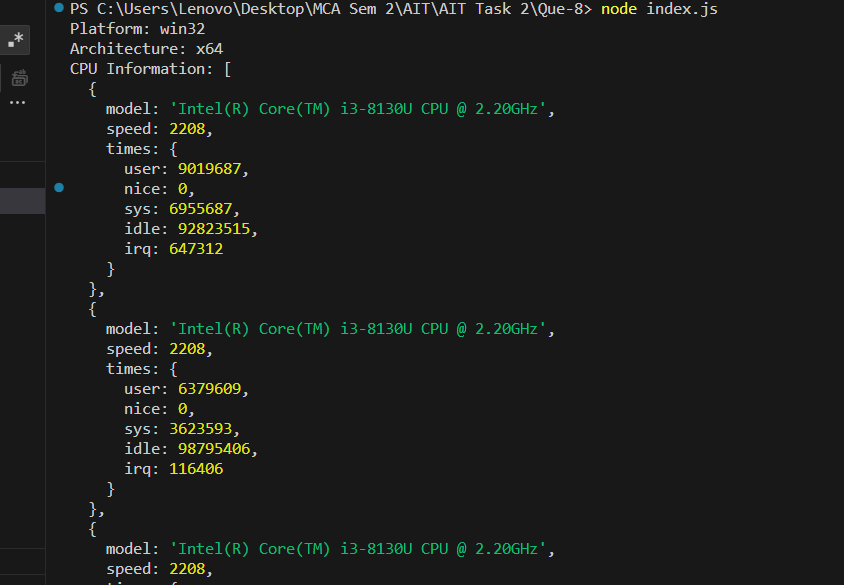 PS C:\Users\Lenovo\Desktop\MCA Sem 2\AIT\AIT Task 2\Que-8> node index.js
Platform: win32
Architecture: x64
CPU Information: [
  {
    model: 'Intel(R) Core(TM) i3-8130U CPU @ 2.20GHz',
    speed: 2208,
    times: {
      user: 9019687,
      nice: 0,
      sys: 6955687,
      idle: 92823515,
      irq: 647312
    }
  },
  {
    model: 'Intel(R) Core(TM) i3-8130U CPU @ 2.20GHz',
    speed: 2208,
    times: {
      user: 6379609,
      nice: 0,
      sys: 3623593,
      idle: 98795406,
      irq: 116406
    }
  },
  {
    model: 'Intel(R) Core(TM) i3-8130U CPU @ 2.20GHz',
    speed: 2208,